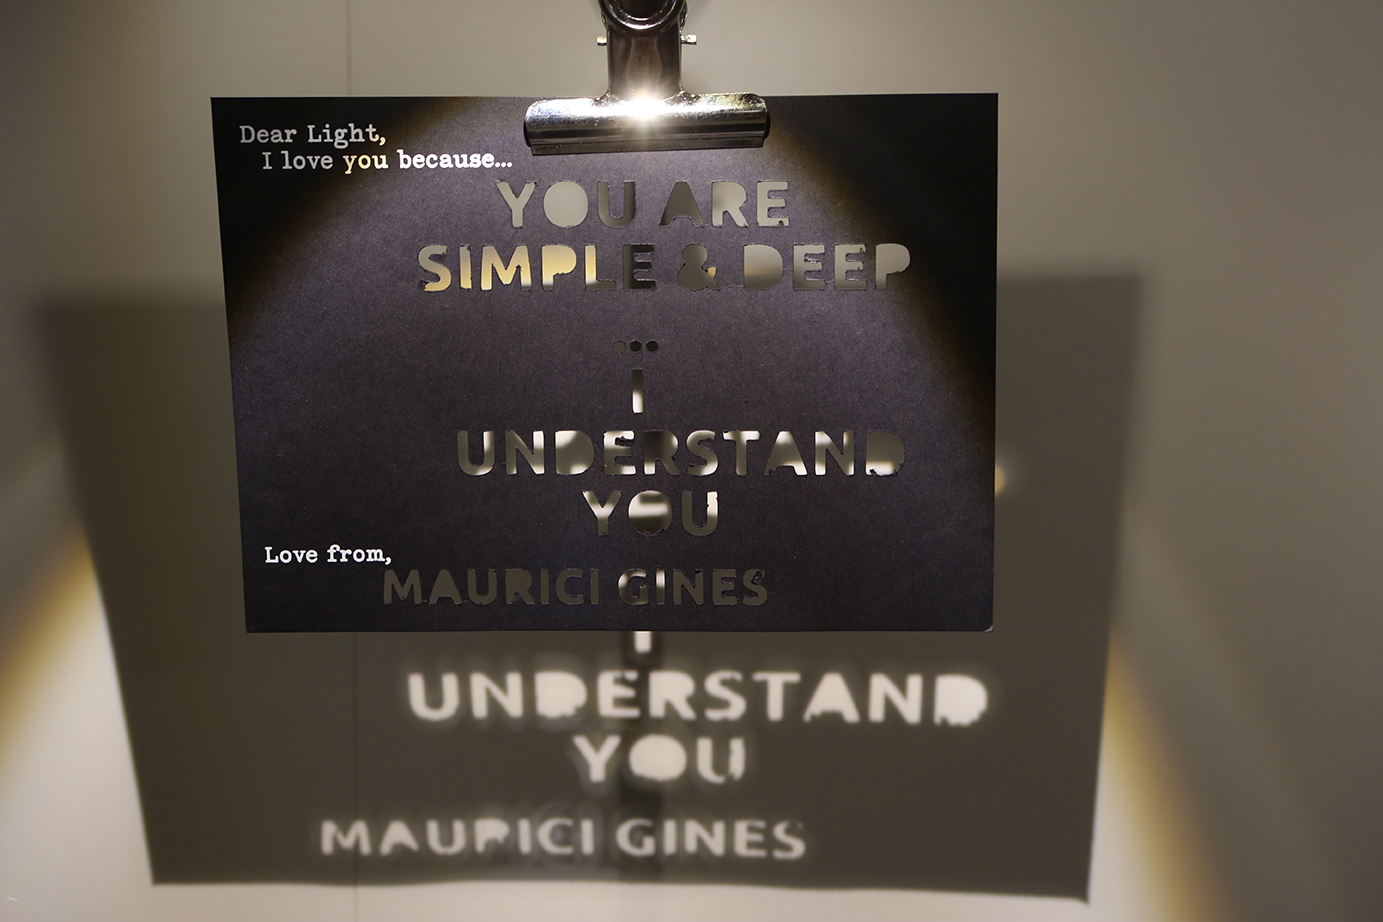 Dear Light,
I love you because...
YOU ARE
SIMPLE & DEEP
...
I
UNDERSTAND
YOU
Love from,
MAURICI GINES
I
UNDERSTAND
YOU
MAURICI GINES